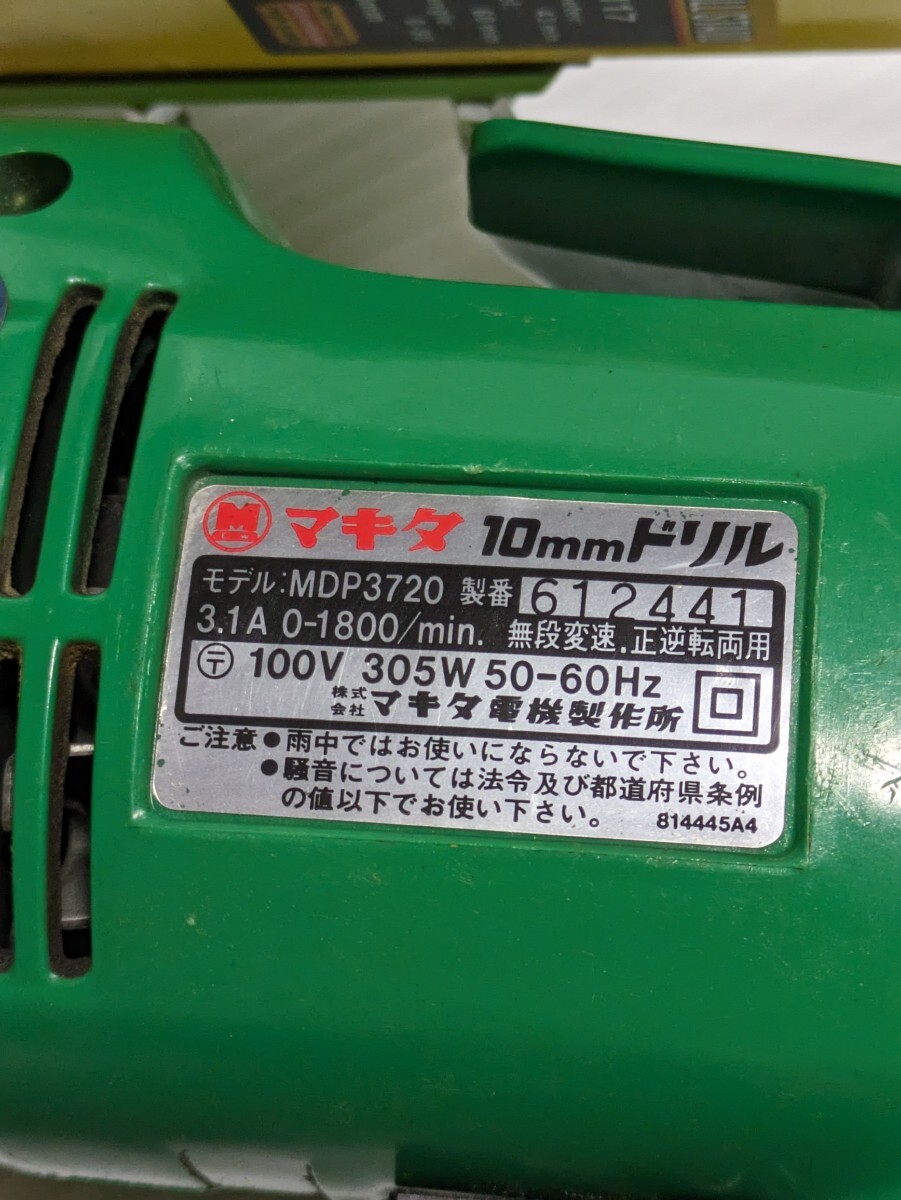 マキタ 10mmドリル
モデル:MDP3720 製番 612441
3.1A 0-1800/min. 無段変速.正逆転両用
〒 100V 305W 50-60Hz
株式会社 マキタ電機製作所
ご注意 ● 雨中ではお使いにならないで下さい。
● 騒音については法令及び都道府県条例
の値以下でお使い下さい。 814445A4